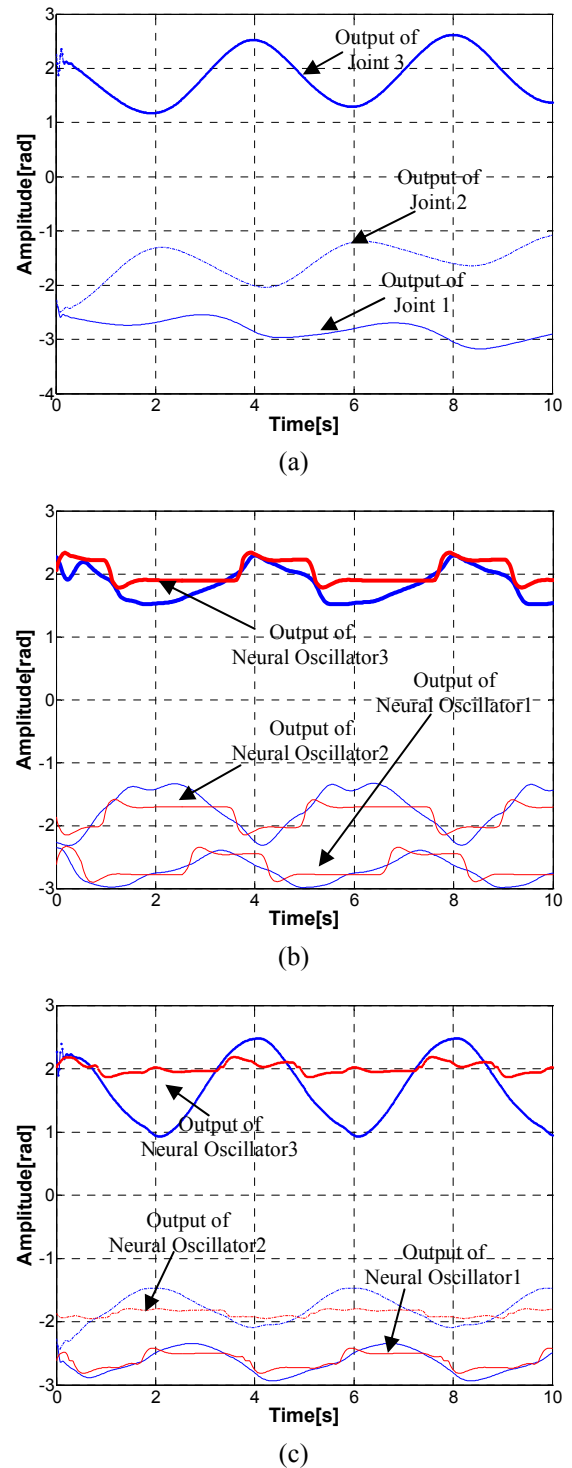 3
2
1
0
-1
-2
-3
-4
Amplitude[rad]
Output of
Joint 3
Output of
Joint 2
Output of
Joint 1
0 2 4 6 8 10
Time[s]
(a)
3
2
1
0
-1
-2
-3
Amplitude[rad]
Output of
Neural Oscillator3
Output of
Neural Oscillator1
Output of
Neural Oscillator2
0 2 4 6 8 10
Time[s]
(b)
3
2
1
0
-1
-2
-3
Amplitude[rad]
Output of
Neural Oscillator3
Output of
Neural Oscillator2
Output of
Neural Oscillator1
0 2 4 6 8 10
Time[s]
(c)